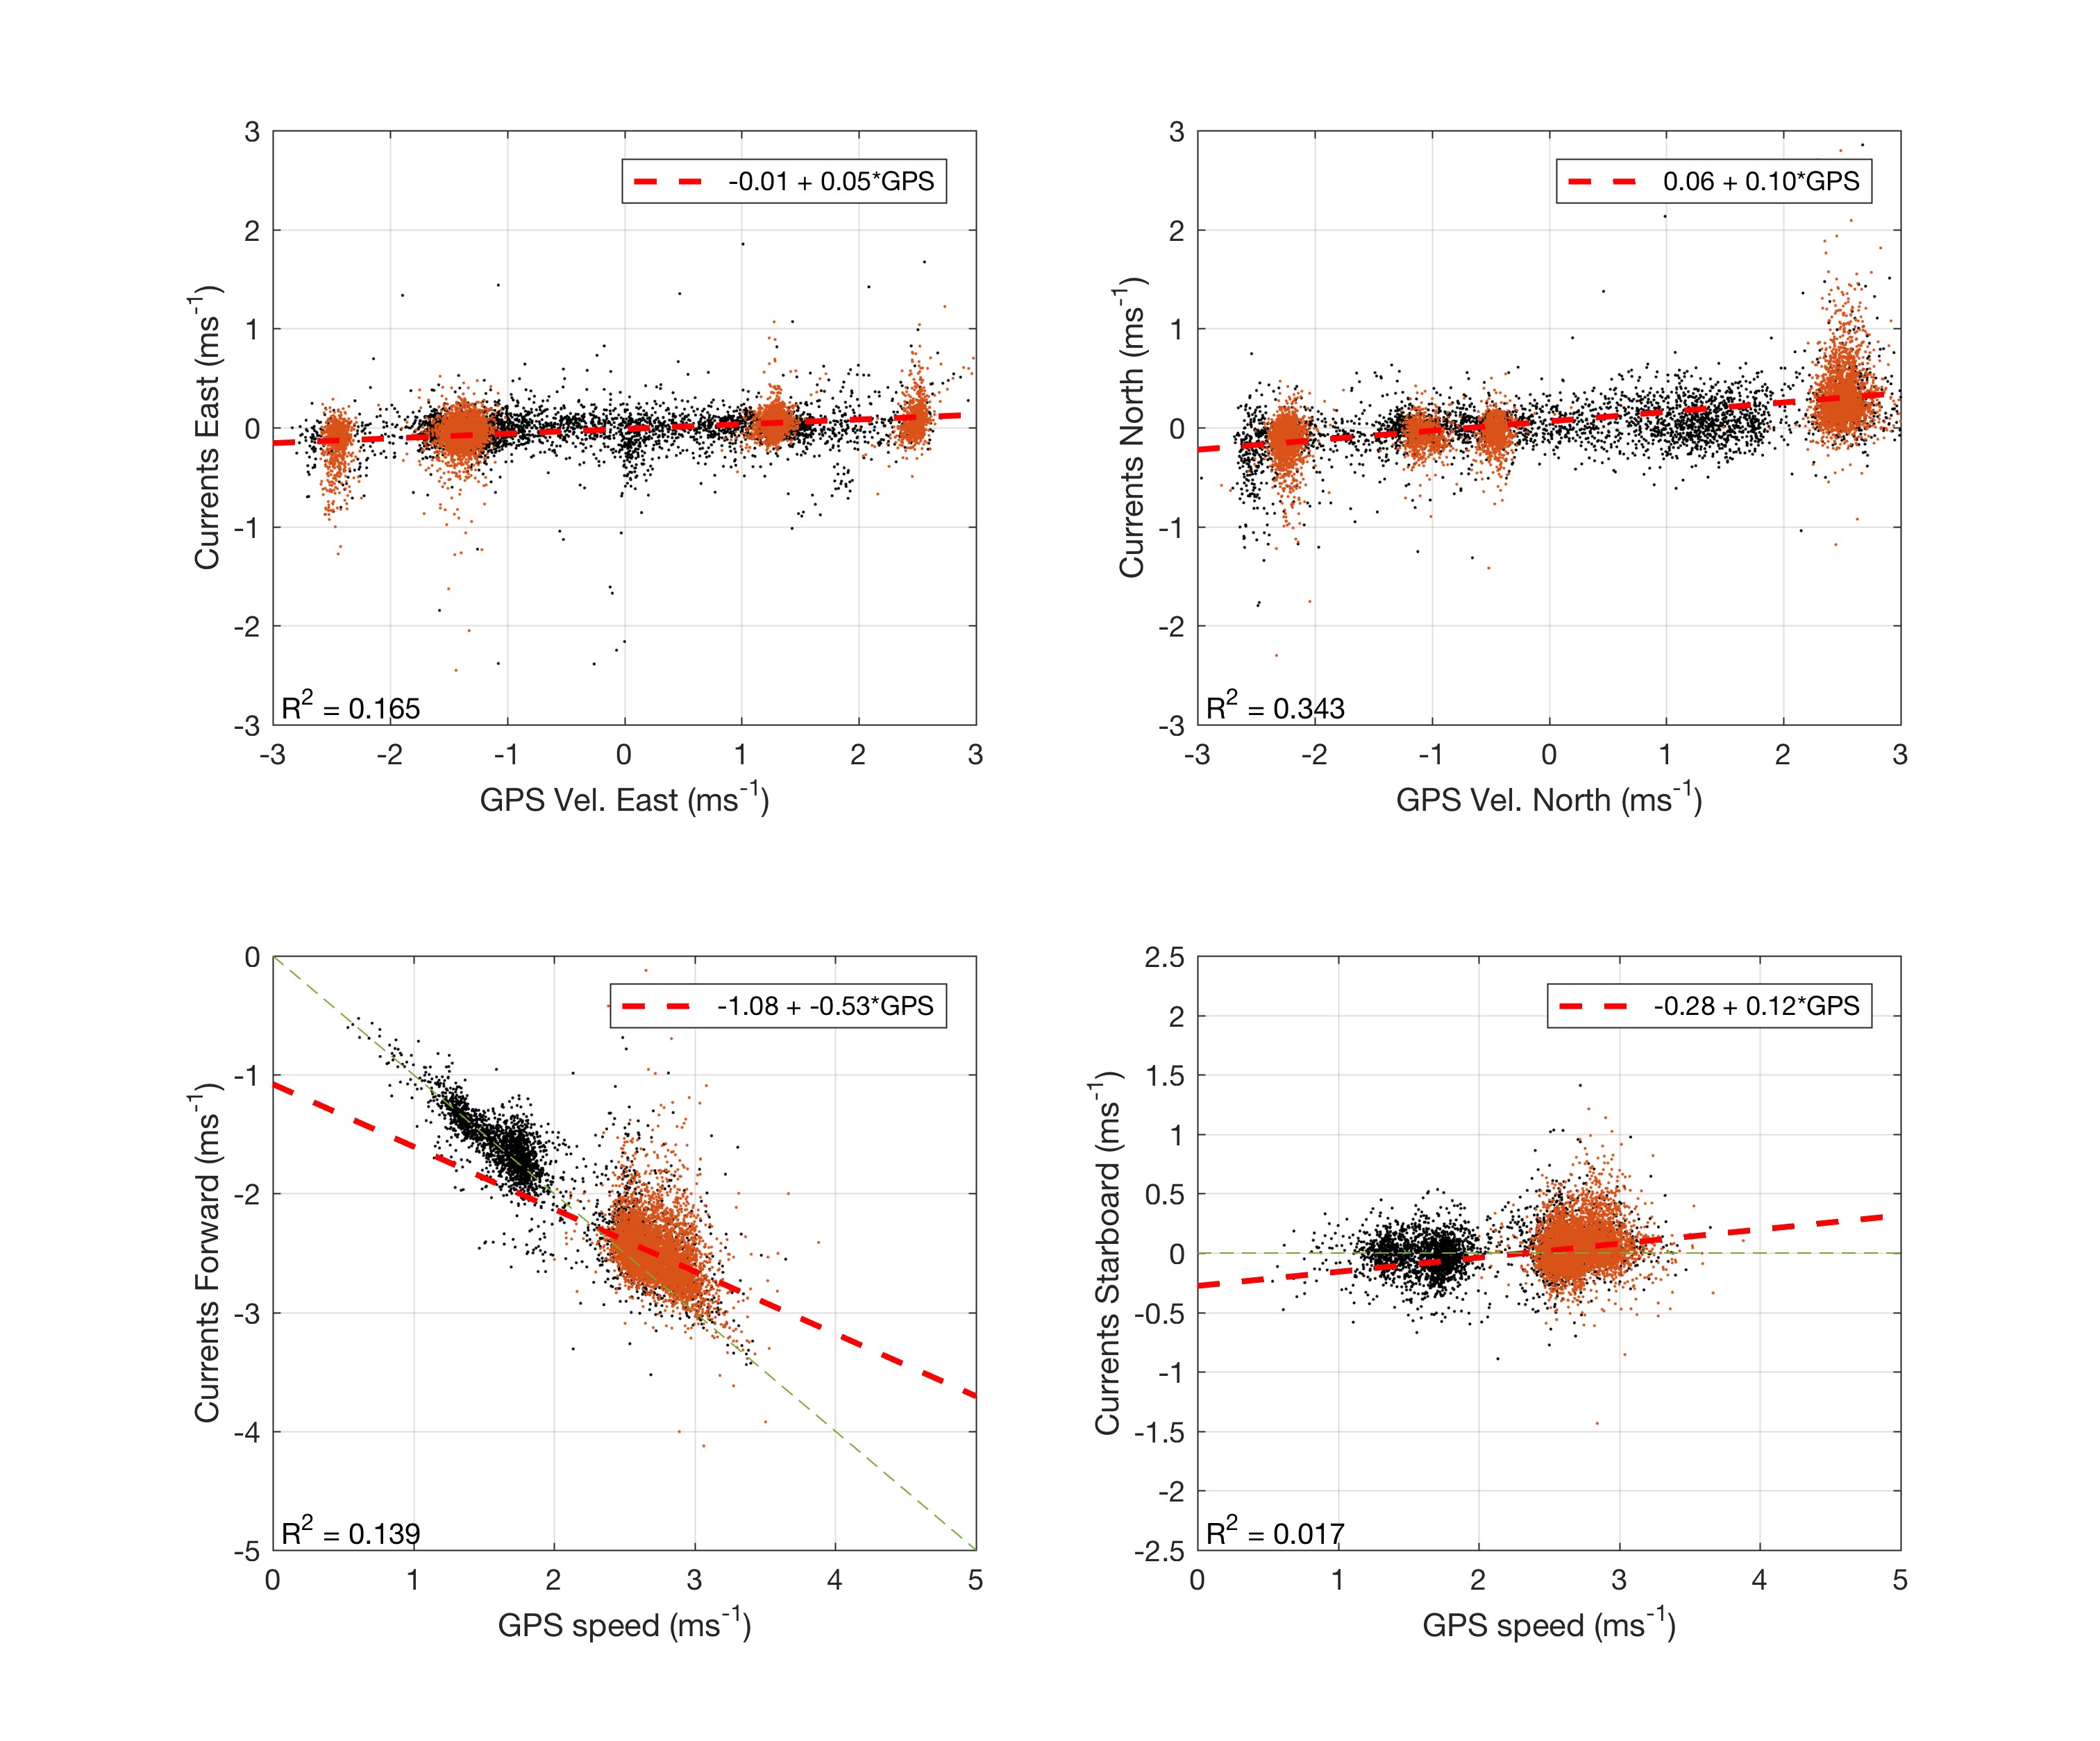 3
2
1
0
-1
-2
-3
Currents East (ms-1)
-0.01 + 0.05*GPS
R2 = 0.165
-3 -2 -1 0 1 2 3
GPS Vel. East (ms-1)
3
2
1
0
-1
-2
-3
Currents North (ms-1)
0.06 + 0.10*GPS
R2 = 0.343
-3 -2 -1 0 1 2 3
GPS Vel. North (ms-1)
0
-1
-2
-3
-4
-5
Currents Forward (ms-1)
-1.08 + -0.53*GPS
R2 = 0.139
0 1 2 3 4 5
GPS speed (ms-1)
2.5
2
1.5
1
0.5
0
-0.5
-1
-1.5
-2
-2.5
Currents Starboard (ms-1)
-0.28 + 0.12*GPS
R2 = 0.017
0 1 2 3 4 5
GPS speed (ms-1)